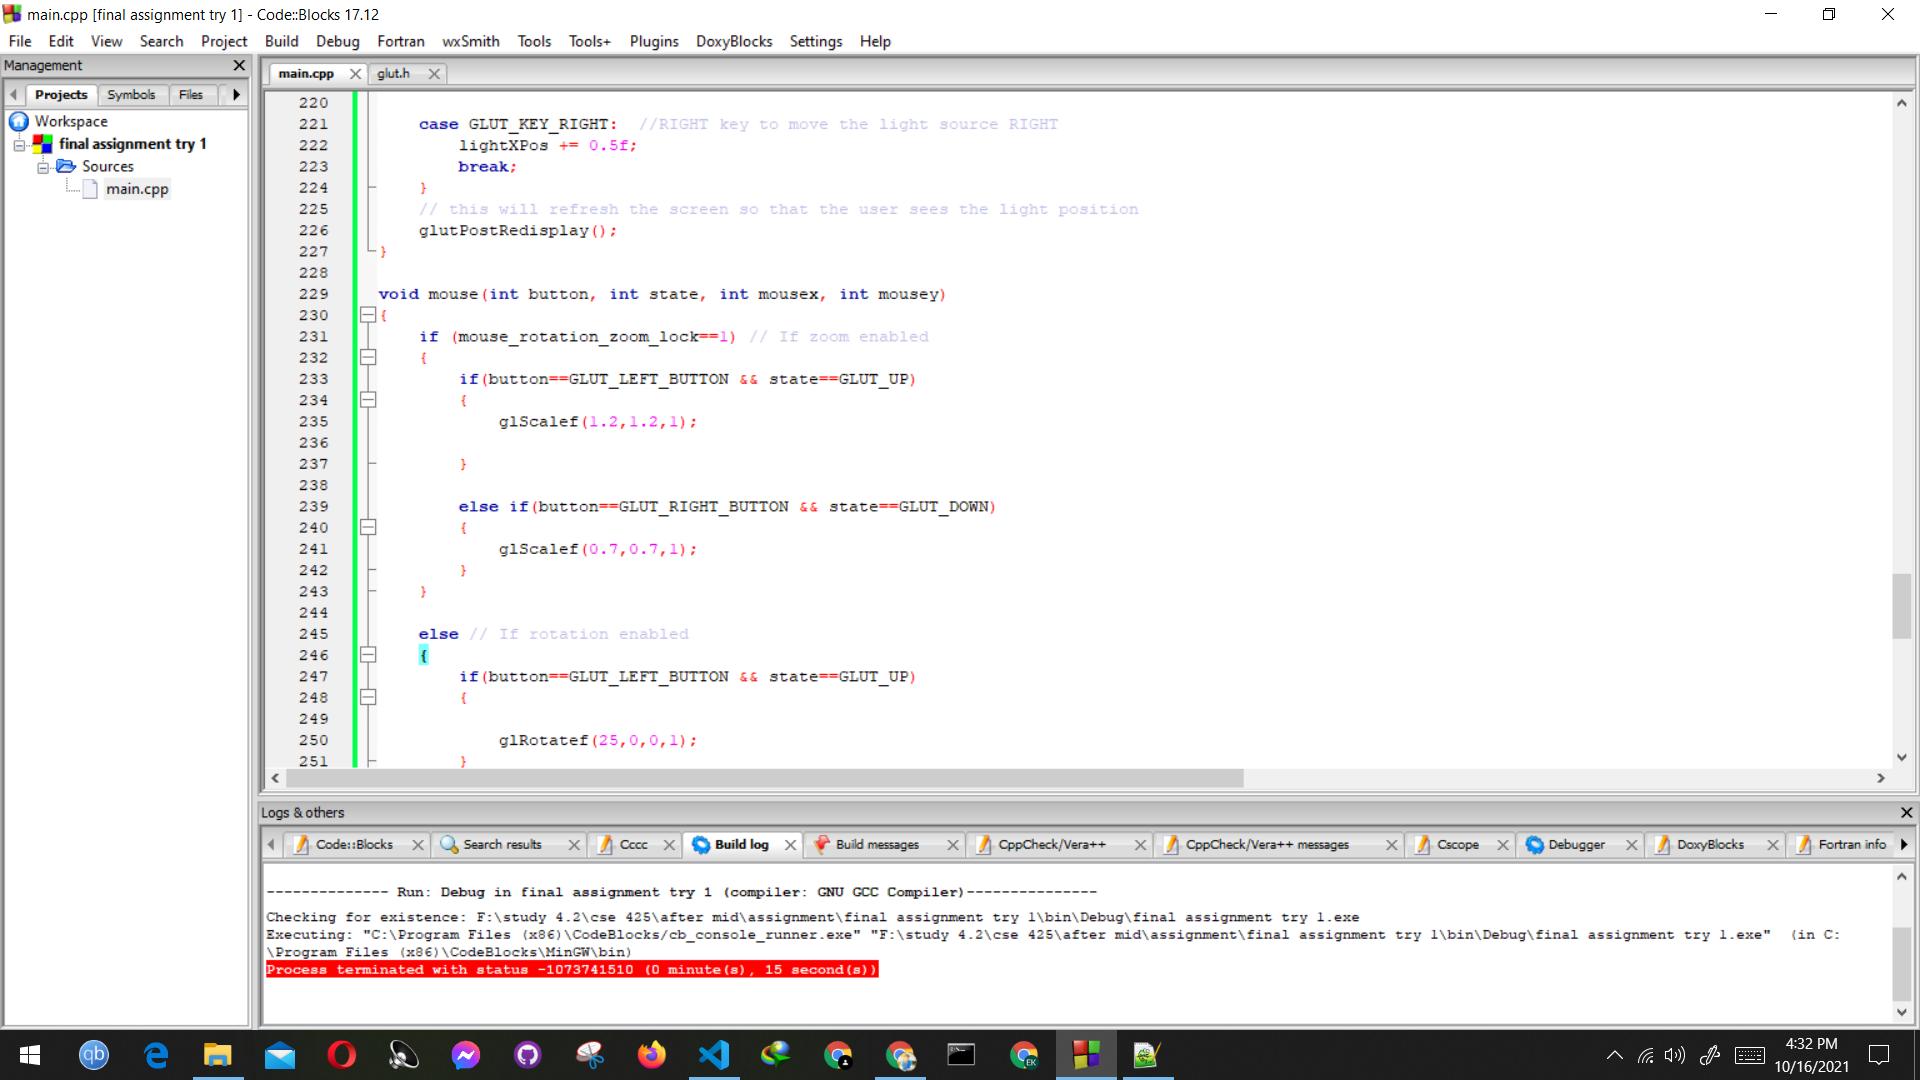 main.cpp [final assignment try 1] - Code::Blocks 17.12
File Edit View Search Project Build Debug Fortran wxSmith Tools Tools+ Plugins DoxyBlocks Settings Help
Management
Projects Symbols Files
Workspace
final assignment try 1
Sources
main.cpp
main.cpp glut.h
220
221 case GLUT_KEY_RIGHT: //RIGHT key to move the light source RIGHT
222 lightXPos += 0.5f;
223 break;
224 }
225 // this will refresh the screen so that the user sees the light position
226 glutPostRedisplay();
227 }
228
229 void mouse(int button, int state, int mousex, int mousey)
230 {
231 if (mouse_rotation_zoom_lock==1) // If zoom enabled
232 {
233 if(button==GLUT_LEFT_BUTTON && state==GLUT_UP)
234 {
235 glScalef(1.2,1.2,1);
236
237 }
238
239 else if(button==GLUT_RIGHT_BUTTON && state==GLUT_DOWN)
240 {
241 glScalef(0.7,0.7,1);
242 }
243 }
244
245 else // If rotation enabled
246 {
247 if(button==GLUT_LEFT_BUTTON && state==GLUT_UP)
248 {
249
250 glRotatef(25,0,0,1);
251 }
Logs & others
Code::Blocks Search results Cccc Build log Build messages CppCheck/Vera++ CppCheck/Vera++ messages Cscope Debugger DoxyBlocks Fortran info
-------------- Run: Debug in final assignment try 1 (compiler: GNU GCC Compiler)---------------
Checking for existence: F:\study 4.2\cse 425\after mid\assignment\final assignment try 1\bin\Debug\final assignment try 1.exe
Executing: "C:\Program Files (x86)\CodeBlocks/cb_console_runner.exe" "F:\study 4.2\cse 425\after mid\assignment\final assignment try 1\bin\Debug\final assignment try 1.exe" (in C:
\Program Files (x86)\CodeBlocks\MinGW\bin)
Process terminated with status -1073741510 (0 minute(s), 15 second(s))
qb
EK
4:32 PM
10/16/2021